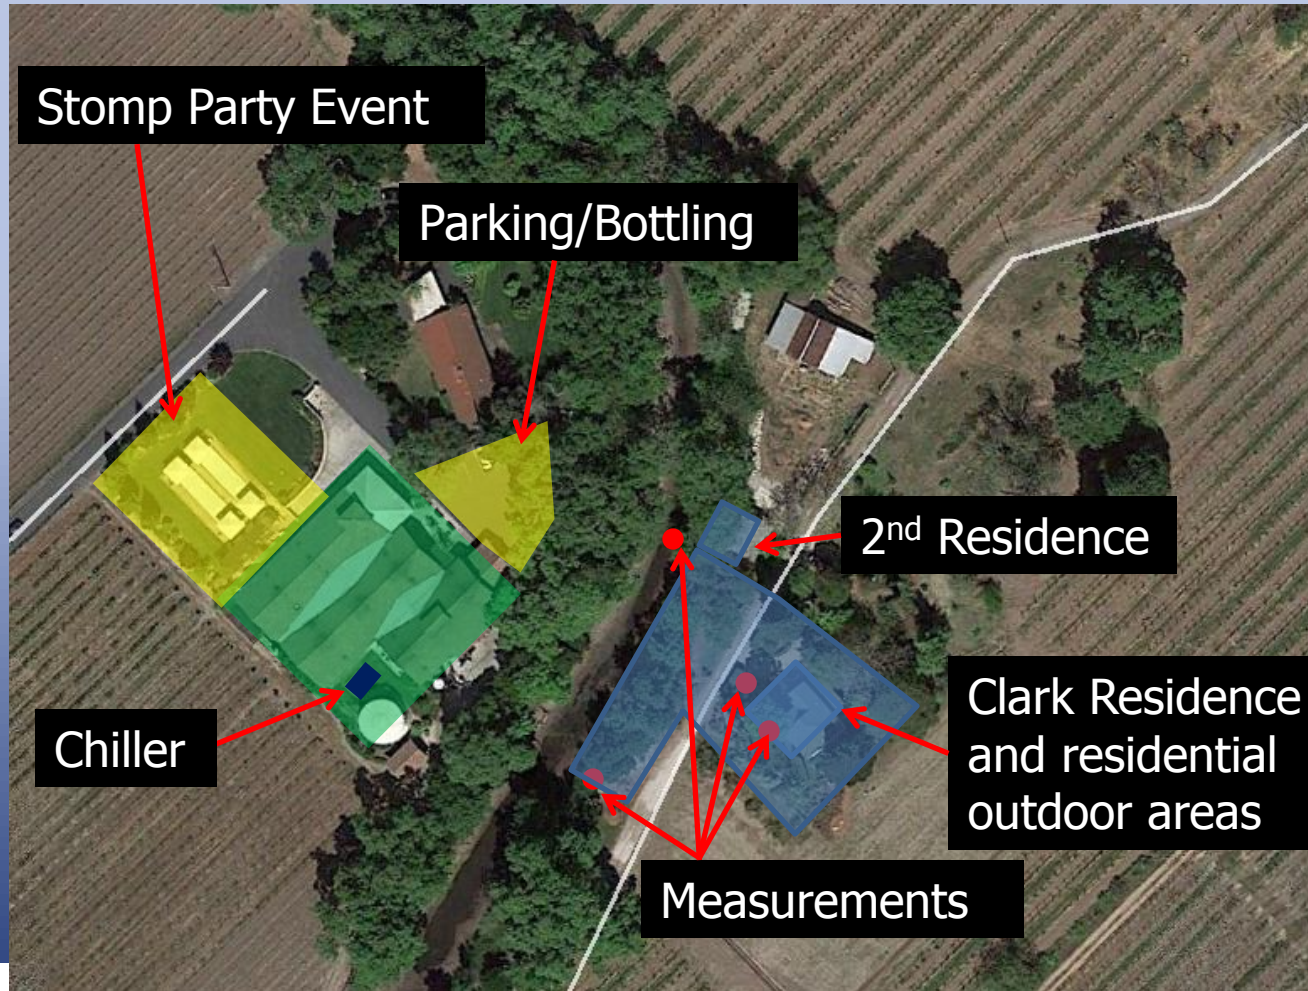 Stomp Party Event
Parking/Bottling
2nd Residence
Clark Residence
and residential
outdoor areas
Chiller
Measurements